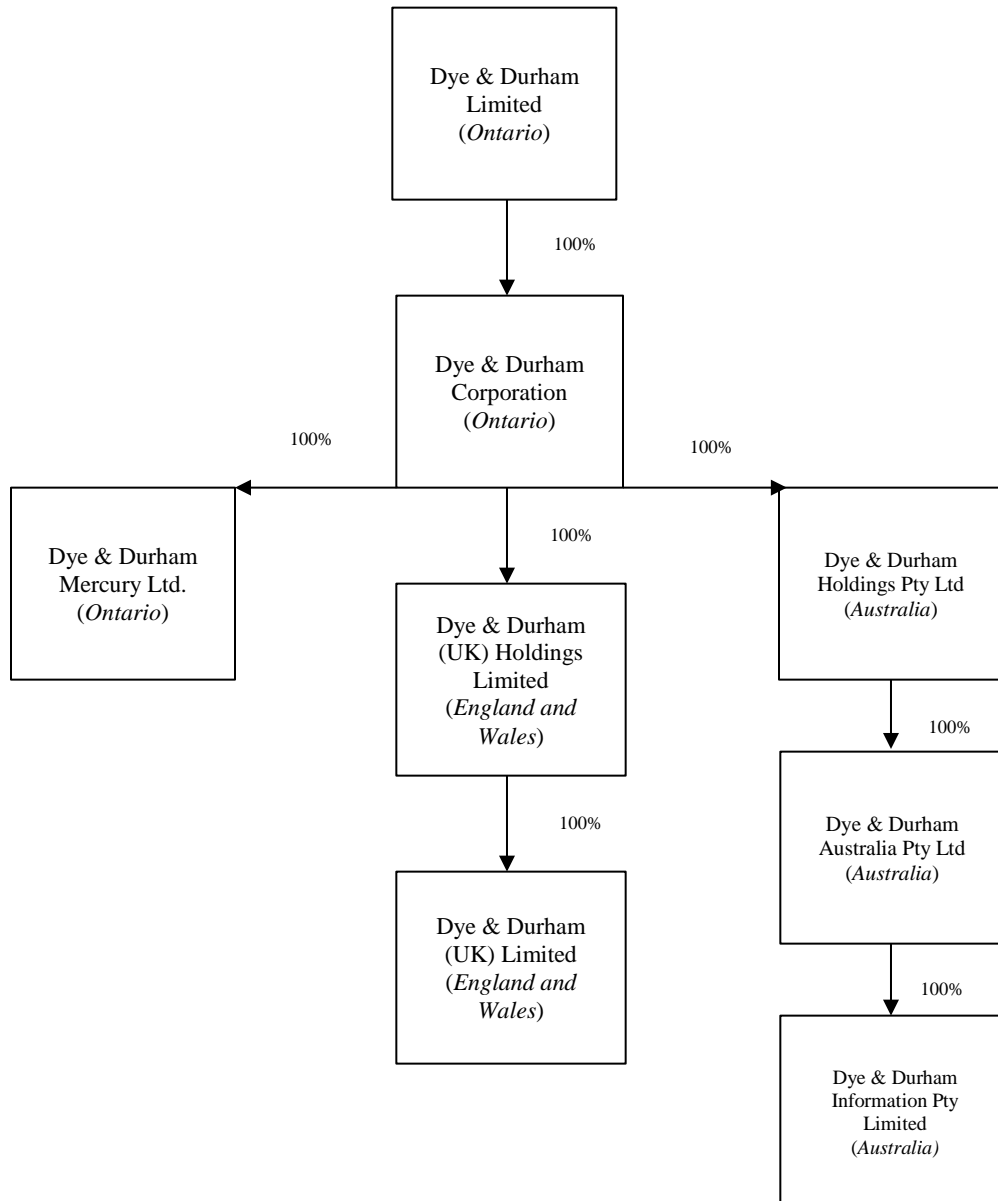 Dye & Durham
Limited
(Ontario)
100%
Dye & Durham
Corporation
(Ontario)
100%
100%
100%
Dye & Durham
Mercury Ltd.
(Ontario)
Dye & Durham
(UK) Holdings
Limited
(England and
Wales)
Dye & Durham
Holdings Pty Ltd
(Australia)
100%
100%
Dye & Durham
(UK) Limited
(England and
Wales)
Dye & Durham
Australia Pty Ltd
(Australia)
100%
Dye & Durham
Information Pty
Limited
(Australia)